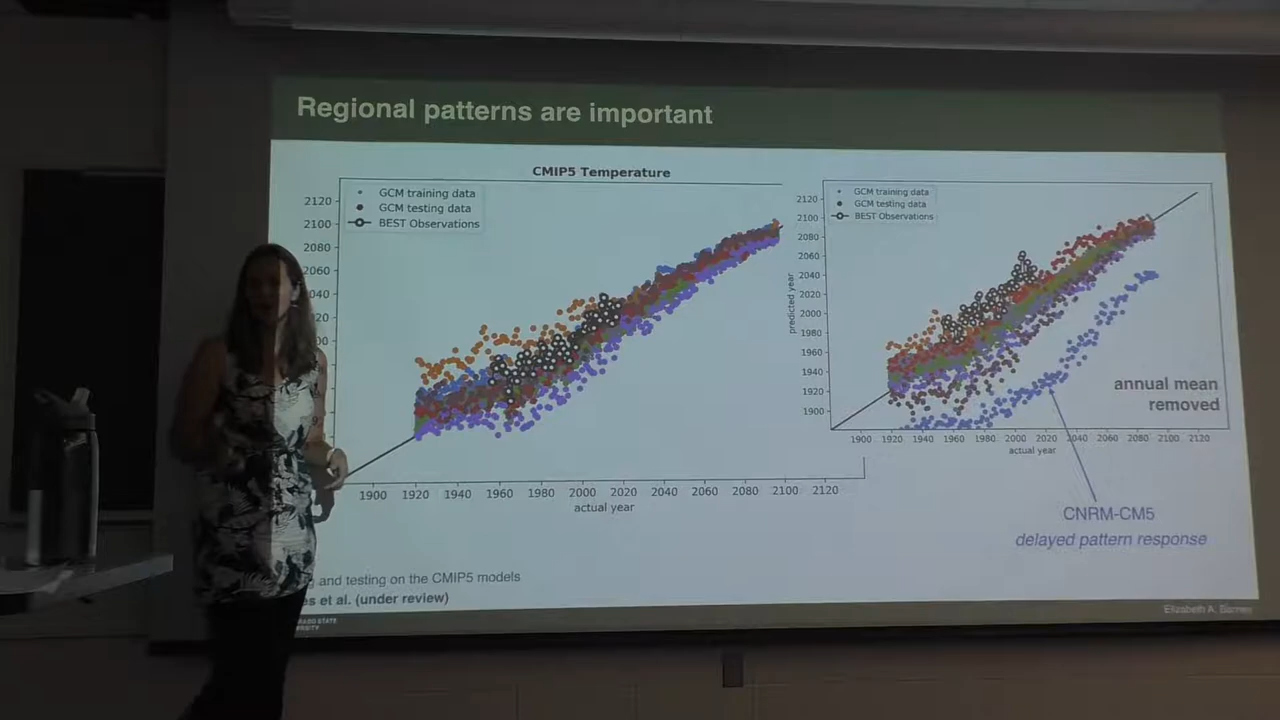 Regional patterns are important
CMIP5 Temperature
GCM training data
GCM testing data
BEST Observations
2120
2100
2080
2060
040
020
00
1900 1920 1940 1960 1980 2000 2020 2040 2060 2080 2100 2120
actual year
GCM training data
GCM testing data
BEST Observations
predicted year
2120
2100
2080
2060
2040
2020
2000
1980
1960
1940
1920
1900
1900 1920 1940 1960 1980 2000 2020 2040 2060 2080 2100 2120
actual year
annual mean
removed
CNRM-CM5
delayed pattern response
g and testing on the CMIP5 models
es et al. (under review)
Elizabeth A. Barnes